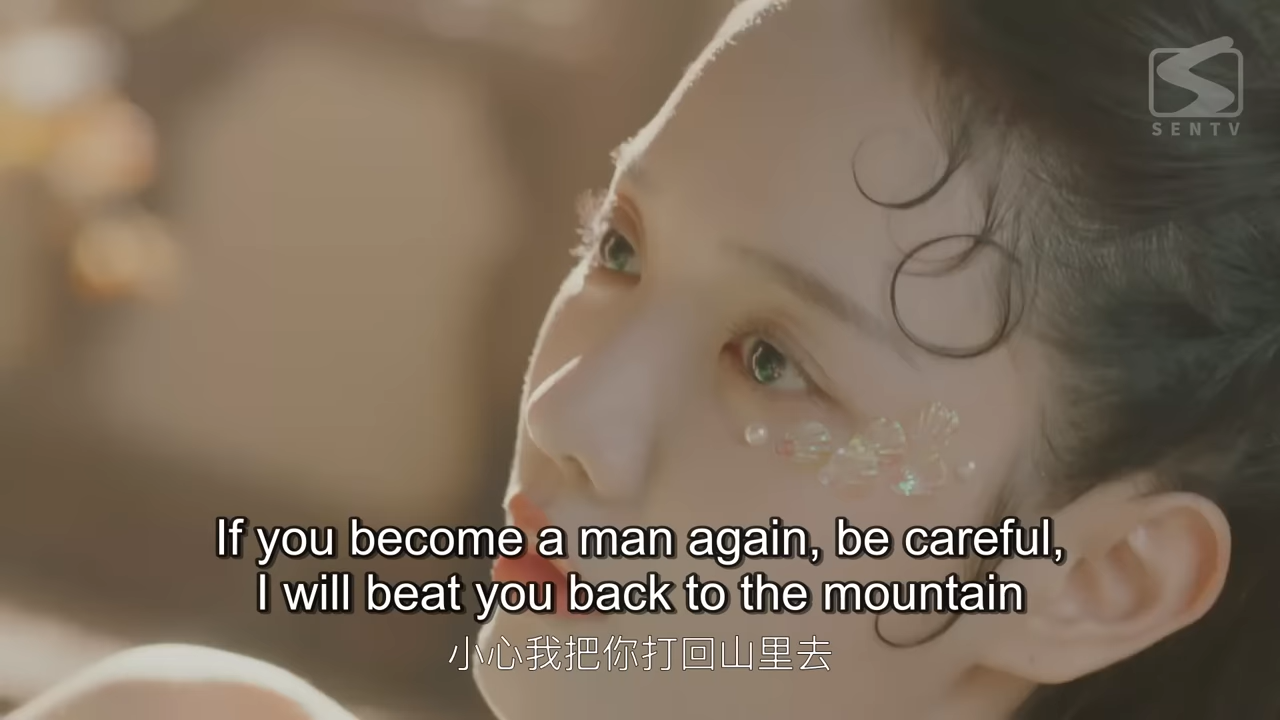 SENTV
If you become a man again, be careful,
I will beat you back to the mountain
小心我把你打回山里去